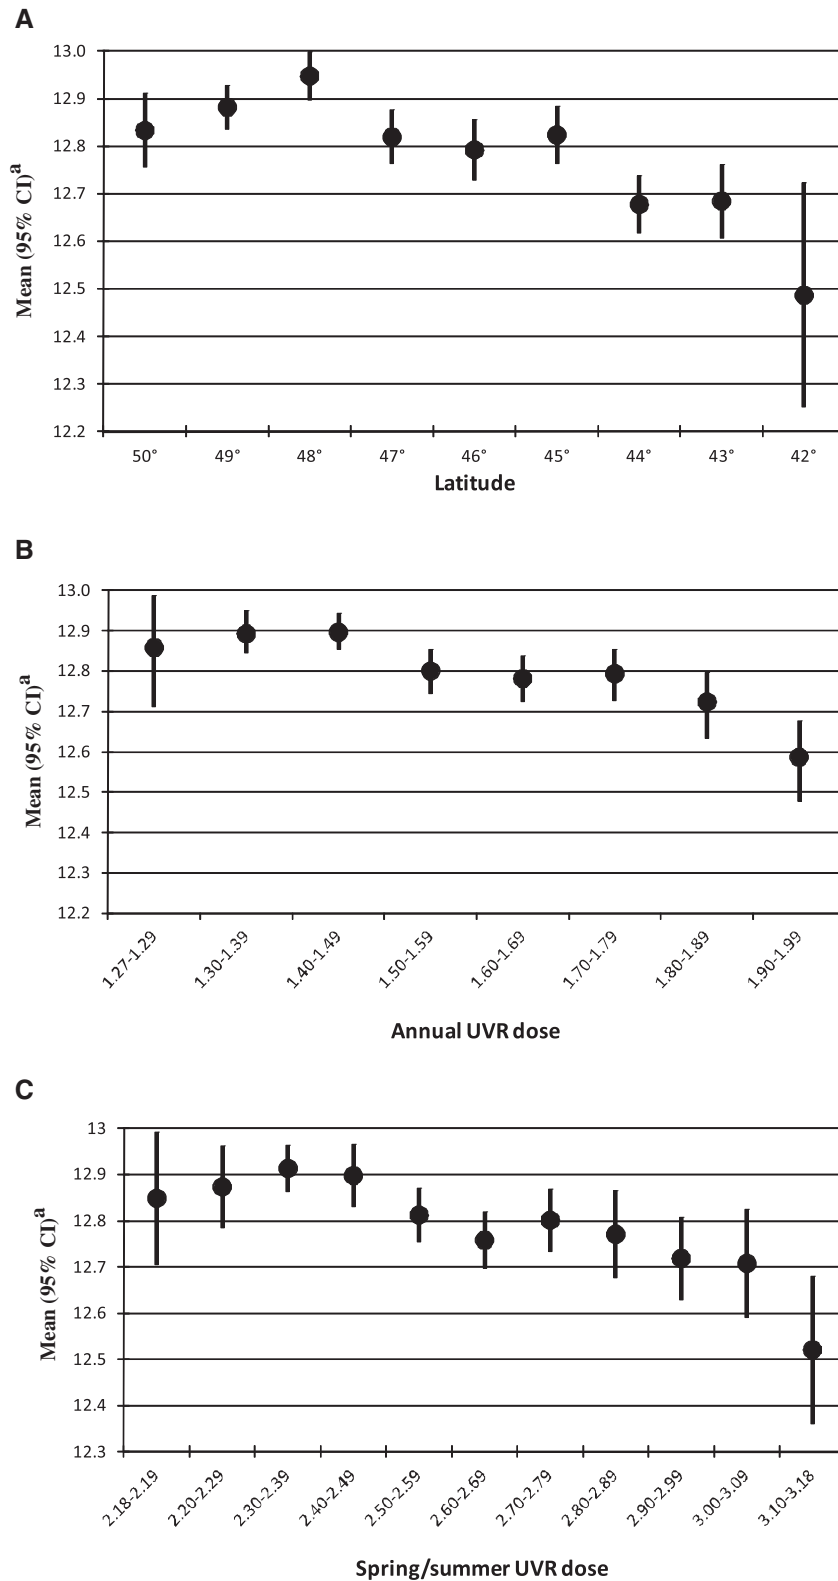 A
13.0
12.9
12.8
12.7
12.6
12.5
12.4
12.3
12.2
Mean (95% CI)a
50° 49° 48° 47° 46° 45° 44° 43° 42°
Latitude
B
13.0
12.9
12.8
12.7
12.6
12.5
12.4
12.3
12.2
Mean (95% CI)a
1.27-1.29 1.30-1.39 1.40-1.49 1.50-1.59 1.60-1.69 1.70-1.79 1.80-1.89 1.90-1.99
Annual UVR dose
C
13
12.9
12.8
12.7
12.6
12.5
12.4
12.3
Mean (95% CI)a
2.18-2.19 2.20-2.29 2.30-2.39 2.40-2.49 2.50-2.59 2.60-2.69 2.70-2.79 2.80-2.89 2.90-2.99 3.00-3.09 3.10-3.18
Spring/summer UVR dose